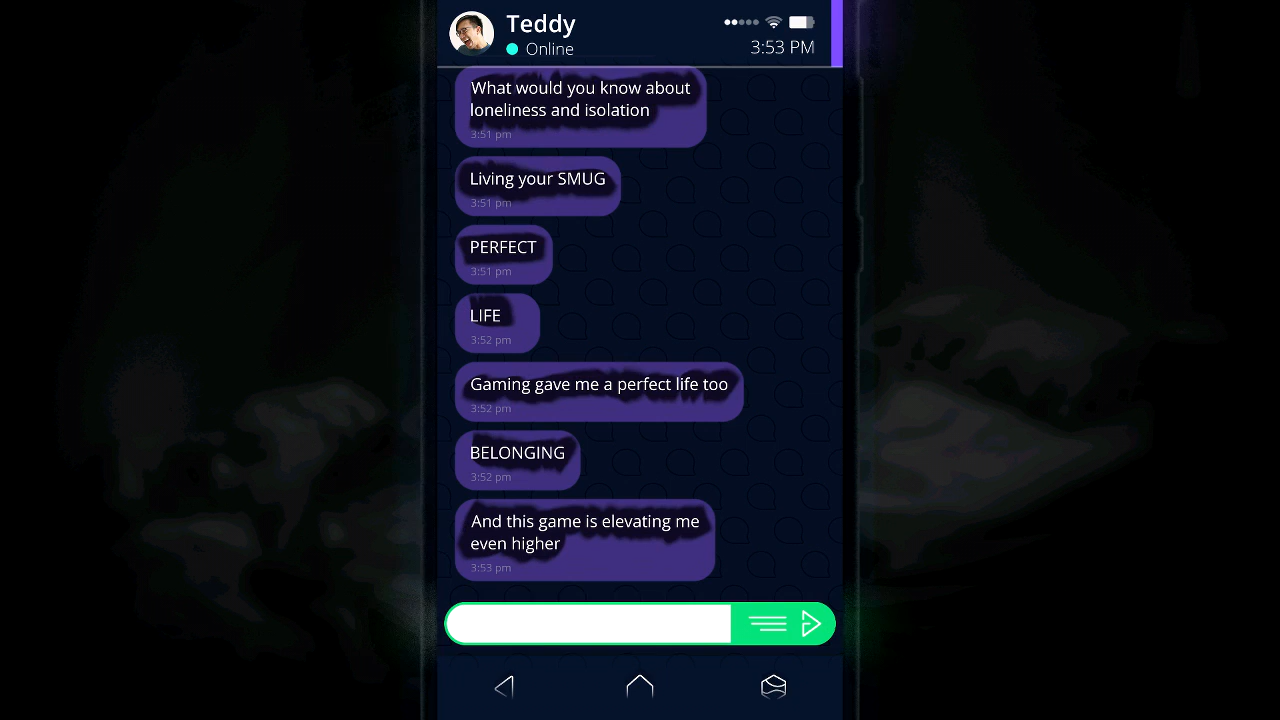 Teddy
Online
3:53 PM
What would you know about
loneliness and isolation
3:51 pm
Living your SMUG
3:51 pm
PERFECT
3:51 pm
LIFE
3:52 pm
Gaming gave me a perfect life too
3:52 pm
BELONGING
3:52 pm
And this game is elevating me
even higher
3:53 pm